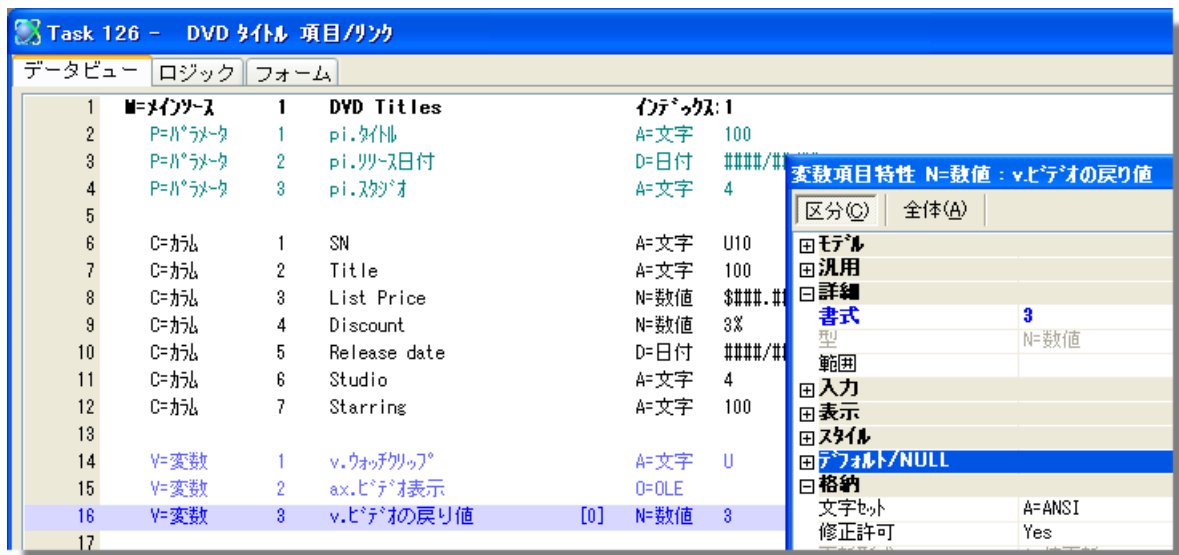 Task 126 - DVD ﾀｲﾄﾙ 項目/ﾘﾝｸ
データビュー ロジック フォーム
1 M=ﾒｲﾝｿｰｽ 1 DVD Titles ｲﾝﾃﾞｯｸｽ: 1
2 P=ﾊﾟﾗﾒｰﾀ 1 pi.ﾀｲﾄﾙ A=文字 100
3 P=ﾊﾟﾗﾒｰﾀ 2 pi.ﾘﾘｰｽ日付 D=日付
4 P=ﾊﾟﾗﾒｰﾀ 3 pi.ｽﾀｼﾞｵ A=文字 4
5
6 C=ｶﾗﾑ 1 SN A=文字 U10
7 C=ｶﾗﾑ 2 Title A=文字 100
8 C=ｶﾗﾑ 3 List Price N=数値 $###.##
9 C=ｶﾗﾑ 4 Discount N=数値 3%
10 C=ｶﾗﾑ 5 Release date D=日付 ####/##
11 C=ｶﾗﾑ 6 Studio A=文字 4
12 C=ｶﾗﾑ 7 Starring A=文字 100
13
14 V=変数 1 v.ｳｫｯﾁｸﾘｯﾌﾟ A=文字 U
15 V=変数 2 ax.ﾋﾞﾃﾞｵ表示 O=OLE
16 V=変数 3 v.ﾋﾞﾃﾞｵの戻り値 [0] N=数値 3
17
変数項目特性 N=数値 : v.ﾋﾞﾃﾞｵの戻り値
区分(C) 全体(A)
ﾓﾃﾞﾙ
汎用
詳細
書式 3
型 N=数値
範囲
入力
表示
ｽﾀｲﾙ
ﾃﾞﾌｫﾙﾄ/NULL
格納
文字ｾｯﾄ A=ANSI
修正許可 Yes